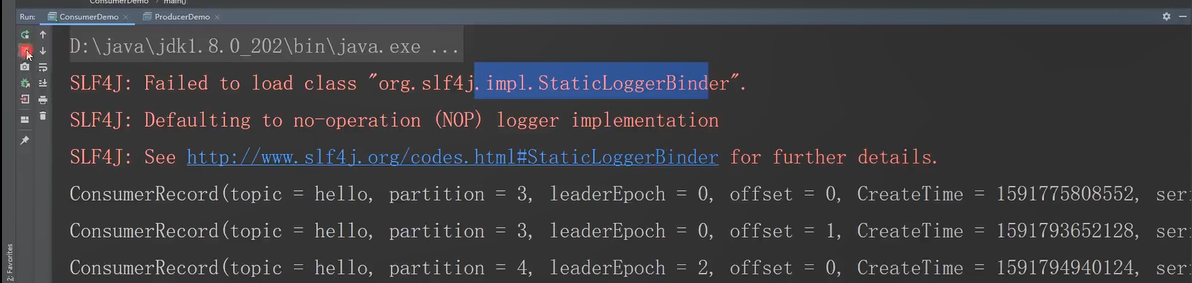 ConsumerDemo › main()
Run: ConsumerDemo × ProducerDemo ×
D:\java\jdk1.8.0_202\bin\java.exe ...
SLF4J: Failed to load class "org.slf4j.impl.StaticLoggerBinder".
SLF4J: Defaulting to no-operation (NOP) logger implementation
SLF4J: See http://www.slf4j.org/codes.html#StaticLoggerBinder for further details.
ConsumerRecord(topic = hello, partition = 3, leaderEpoch = 0, offset = 0, CreateTime = 1591775808552, seri
ConsumerRecord(topic = hello, partition = 3, leaderEpoch = 0, offset = 1, CreateTime = 1591793652128, seri
ConsumerRecord(topic = hello, partition = 4, leaderEpoch = 2, offset = 0, CreateTime = 1591794940124, seri
2: Favorites